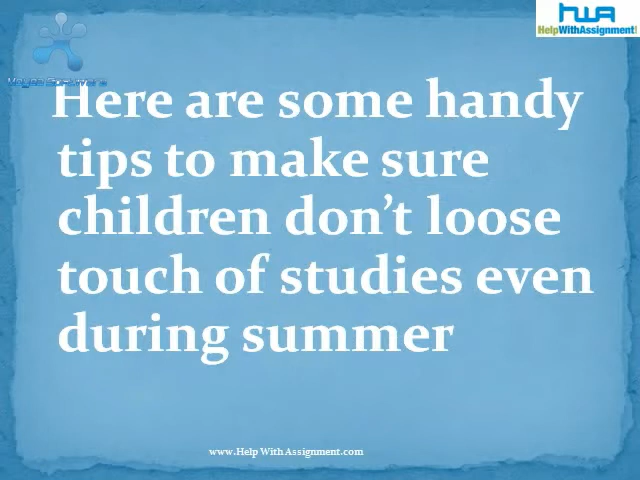 hwa
HelpWithAssignment!
Here are some handy
tips to make sure
children don't loose
touch of studies even
during summer
www.HelpWithAssignment.com